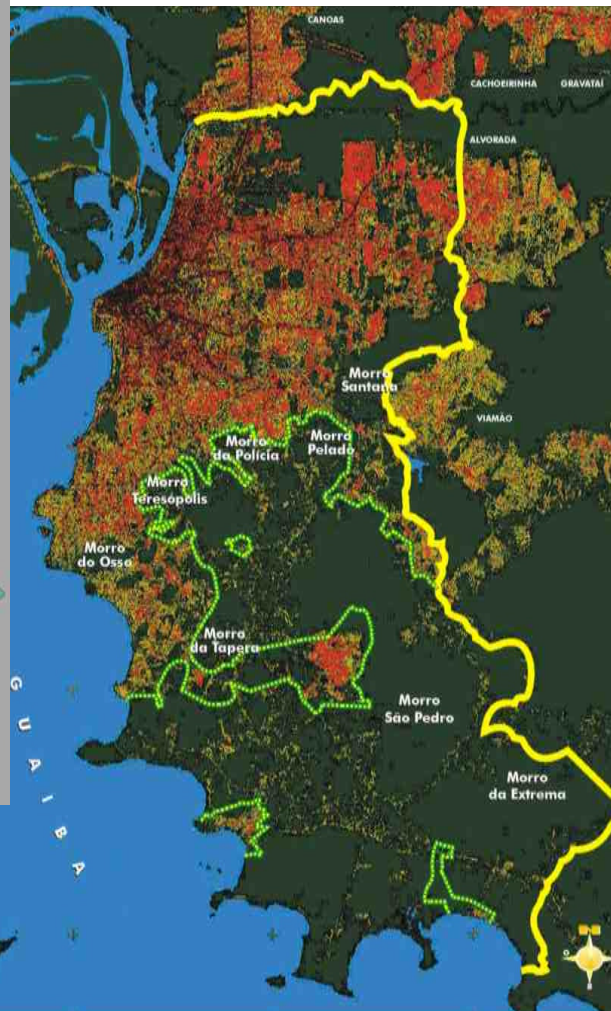 CANOAS
CACHOEIRINHA
GRAVATAÍ
ALVORADA
Morro
Santana
VIAMÃO
Morro
da Polícia
Morro
Pelado
Morro
Teresópolis
Morro
do Osso
Morro
da Tapera
Morro
São Pedro
Morro
da Extrema
GUAIBA